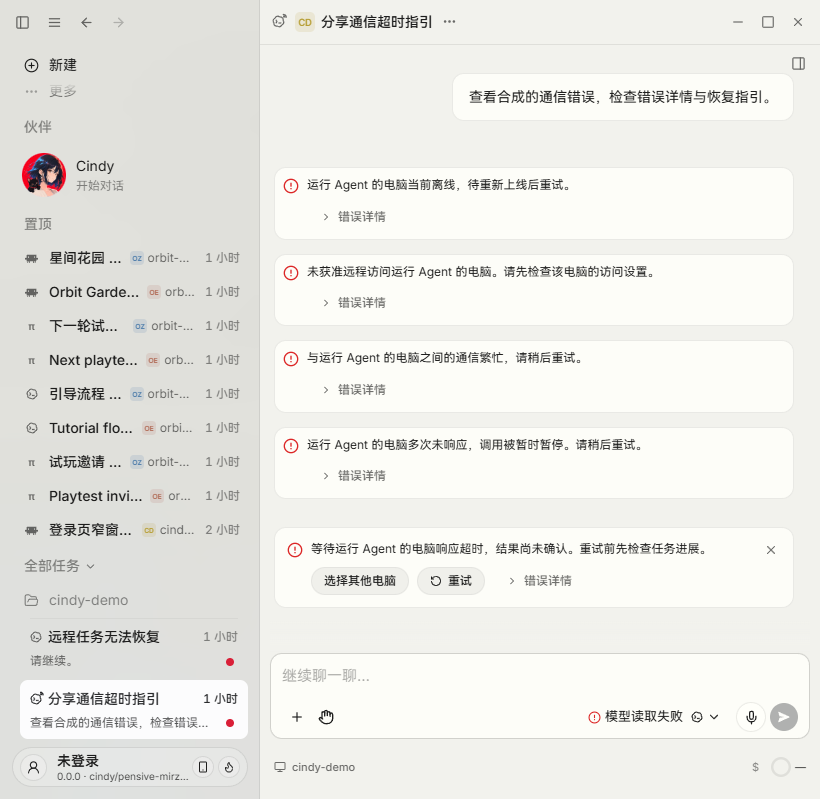 新建
更多
伙伴
Cindy
开始对话
置顶
星间花园 ... OZ orbit-... 1 小时
Orbit Garde... OE orb... 1 小时
π 下一轮试... OZ orbit-... 1 小时
π Next playte... OE orb... 1 小时
引导流程 ... OZ orbit-... 1 小时
Tutorial flo... OE orbi... 1 小时
π 试玩邀请 ... OZ orbit-... 1 小时
π Playtest invi... OE or... 1 小时
登录页窄窗... CD cind... 2 小时
全部任务
cindy-demo
远程任务无法恢复 1 小时
请继续。
分享通信超时指引 1 小时
查看合成的通信错误，检查错误...
未登录
0.0.0 · cindy/pensive-mirz...
CD 分享通信超时指引 ...
查看合成的通信错误，检查错误详情与恢复指引。
运行 Agent 的电脑当前离线，待重新上线后重试。
错误详情
未获准远程访问运行 Agent 的电脑。请先检查该电脑的访问设置。
错误详情
与运行 Agent 的电脑之间的通信繁忙，请稍后重试。
错误详情
运行 Agent 的电脑多次未响应，调用被暂时暂停。请稍后重试。
错误详情
等待运行 Agent 的电脑响应超时，结果尚未确认。重试前先检查任务进展。
选择其他电脑 重试 错误详情
继续聊一聊...
模型读取失败
cindy-demo $ —